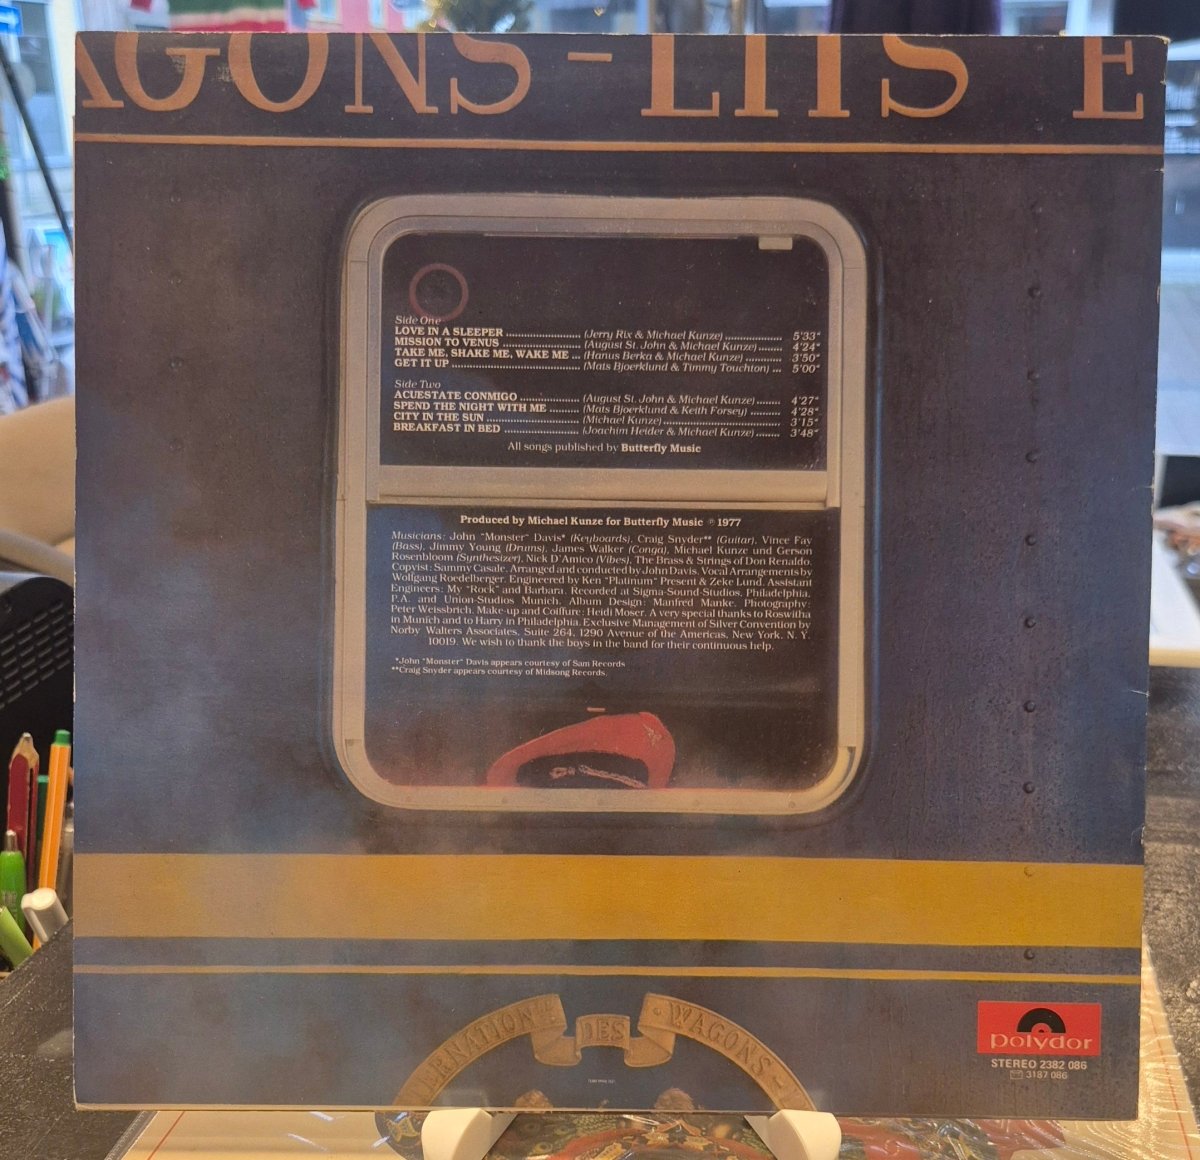 AGONS - LITS E
Side One
LOVE IN A SLEEPER ........................ (Jerry Rix & Michael Kunze) .................. 5'33"
MISSION TO VENUS ........................ (August St. John & Michael Kunze) ....... 4'24"
TAKE ME, SHAKE ME, WAKE ME ... (Hanus Berka & Michael Kunze) ............ 3'50"
GET IT UP ......................................... (Mats Bjoerklund & Timmy Touchton) ... 5'00"
Side Two
ACUESTATE CONMIGO ................... (August St. John & Michael Kunze) ........ 4'27"
SPEND THE NIGHT WITH ME ......... (Mats Bjoerklund & Keith Forsey) .......... 4'28"
CITY IN THE SUN .............................. (Michael Kunze) ...................................... 3'15"
BREAKFAST IN BED ........................ (Joachim Heider & Michael Kunze) ........ 3'48"
All songs published by Butterfly Music
Produced by Michael Kunze for Butterfly Music ℗ 1977
Musicians: John "Monster" Davis* (Keyboards), Craig Snyder** (Guitar), Vince Fay
(Bass), Jimmy Young (Drums), James Walker (Conga), Michael Kunze und Gerson
Rosenbloom (Synthesizer), Nick D'Amico (Vibes), The Brass & Strings of Don Renaldo.
Copyist: Sammy Casale. Arranged and conducted by John Davis. Vocal Arrangements by
Wolfgang Roedelberger. Engineered by Ken "Platinum" Present & Zeke Lund. Assistant
Engineers: My "Rock" and Barbara. Recorded at Sigma-Sound-Studios, Philadelphia,
P.A. and Union-Studios Munich. Album Design: Manfred Manke. Photography:
Peter Weissbrich. Make-up and Coiffure: Heidi Moser. A very special thanks to Roswitha
in Munich and to Harry in Philadelphia. Exclusive Management of Silver Convention by
Norby Walters Associates, Suite 264, 1290 Avenue of the Americas, New York, N. Y.
10019. We wish to thank the boys in the band for their continuous help.
*John "Monster" Davis appears courtesy of Sam Records
**Craig Snyder appears courtesy of Midsong Records.
polydor
STEREO 2382 086
3187 086
ERNATION DES WAGONS - L